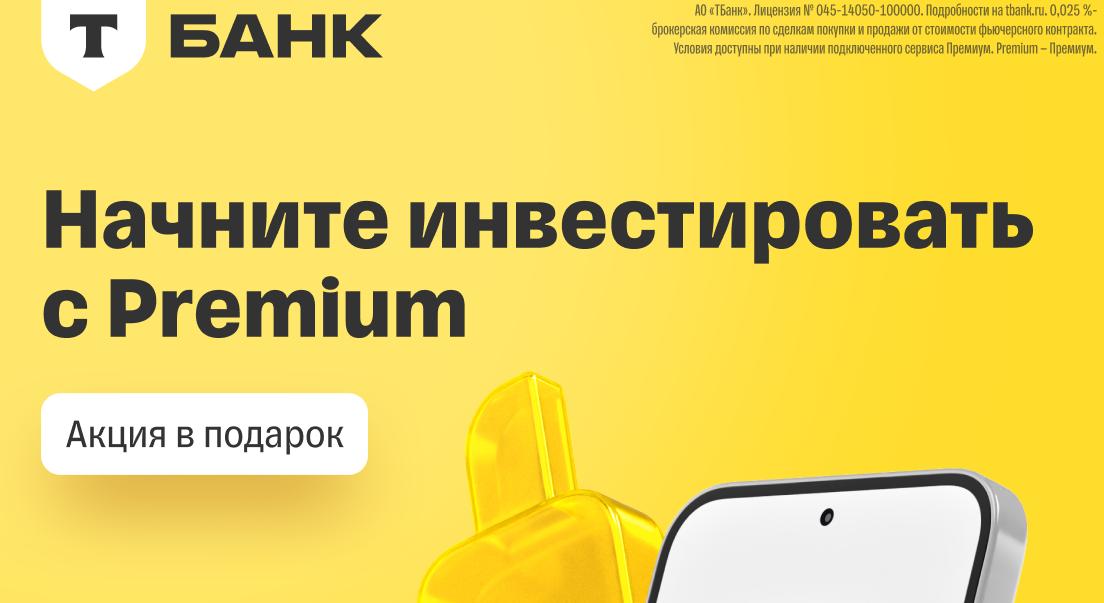 Т БАНК
АО «ТБанк». Лицензия № 045-14050-100000. Подробности на tbank.ru. 0,025 %-
брокерская комиссия по сделкам покупки и продажи от стоимости фьючерсного контракта.
Условия доступны при наличии подключенного сервиса Премиум. Premium – Премиум.
Начните инвестировать
с Premium
Акция в подарок